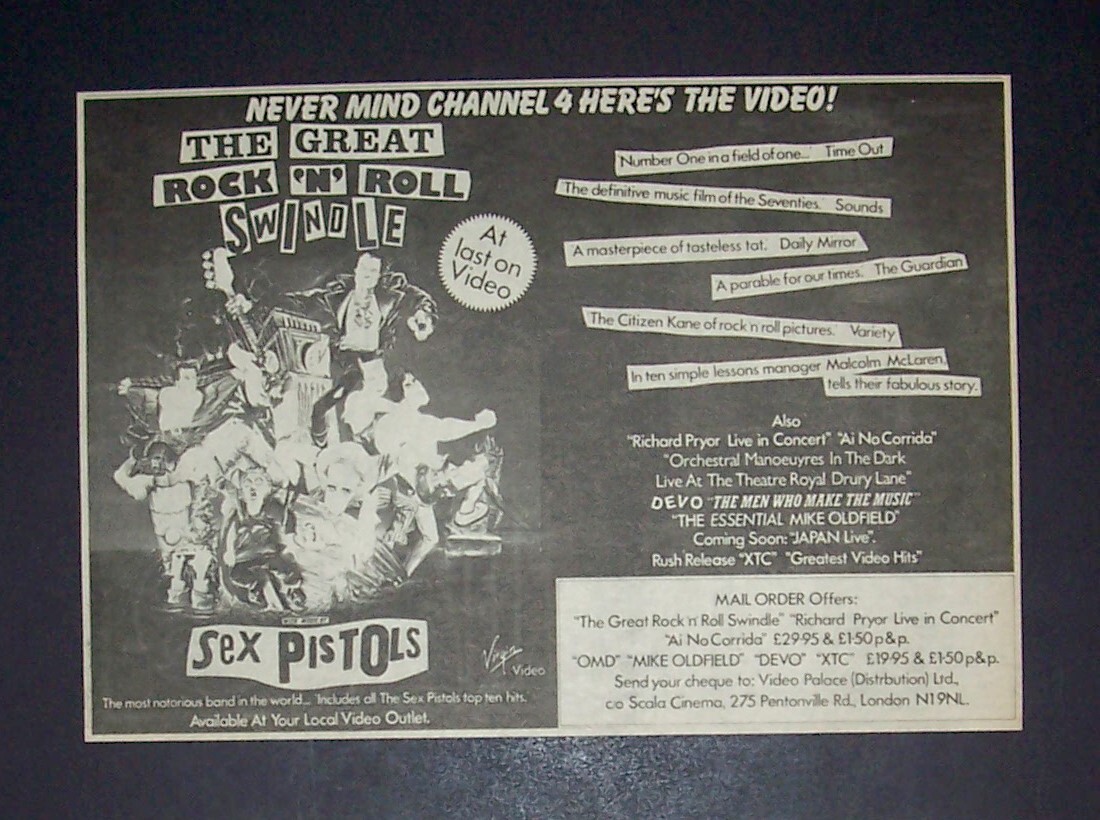 NEVER MIND CHANNEL 4 HERE'S THE VIDEO!
THE GREAT
ROCK 'N' ROLL
SWINDLE
At
last on
Video
Number One in a field of one... Time Out
The definitive music film of the Seventies. Sounds
A masterpiece of tasteless tat. Daily Mirror
A parable for our times. The Guardian
The Citizen Kane of rock'n roll pictures. Variety
In ten simple lessons manager Malcolm McLaren,
tells their fabulous story.
Also
"Richard Pryor Live in Concert" "Ai No Corrida"
"Orchestral Manoeuyres In The Dark
Live At The Theatre Royal Drury Lane"
DEVO "THE MEN WHO MAKE THE MUSIC"
"THE ESSENTIAL MIKE OLDFIELD"
Coming Soon: "JAPAN Live".
Rush Release "XTC" "Greatest Video Hits"
WITH MUSIC BY
SEX PISTOLS
Virgin Video
The most notorious band in the world... Includes all The Sex Pistols top ten hits.
Available At Your Local Video Outlet.
MAIL ORDER Offers:
"The Great Rock n' Roll Swindle" "Richard Pryor Live in Concert"
"Ai No Corrida" £29·95 & £1·50 p&p.
"OMD" "MIKE OLDFIELD" "DEVO" "XTC" £19·95 & £1·50 p&p.
Send your cheque to: Video Palace (Distrbution) Ltd.,
c/o Scala Cinema, 275 Pentonville Rd., London N1 9NL.